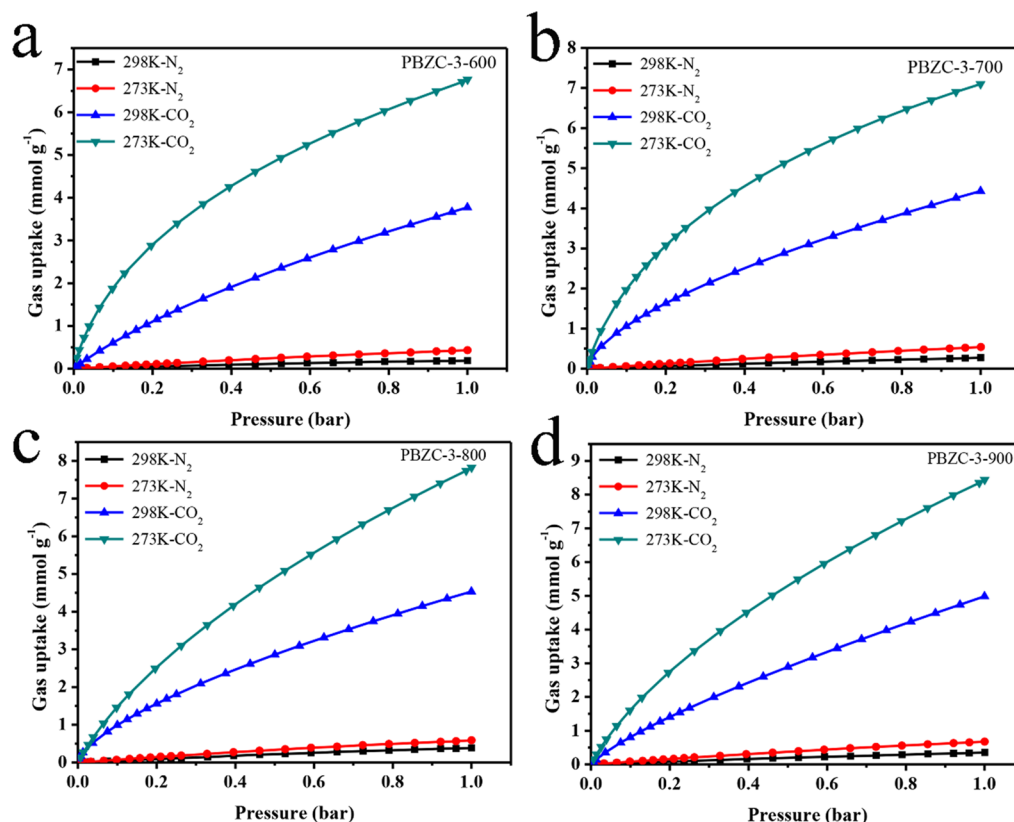 a
PBZC-3-600
298K-N₂
273K-N₂
298K-CO₂
273K-CO₂
Gas uptake (mmol g⁻¹)
7
6
5
4
3
2
1
0
0.0 0.2 0.4 0.6 0.8 1.0
Pressure (bar)
b
PBZC-3-700
298K-N₂
273K-N₂
298K-CO₂
273K-CO₂
Gas uptake (mmol g⁻¹)
8
7
6
5
4
3
2
1
0
0.0 0.2 0.4 0.6 0.8 1.0
Pressure (bar)
c
PBZC-3-800
298K-N₂
273K-N₂
298K-CO₂
273K-CO₂
Gas uptake (mmol g⁻¹)
8
7
6
5
4
3
2
1
0
0.0 0.2 0.4 0.6 0.8 1.0
Pressure (bar)
d
PBZC-3-900
298K-N₂
273K-N₂
298K-CO₂
273K-CO₂
Gas uptake (mmol g⁻¹)
9
8
7
6
5
4
3
2
1
0
0.0 0.2 0.4 0.6 0.8 1.0
Pressure (bar)